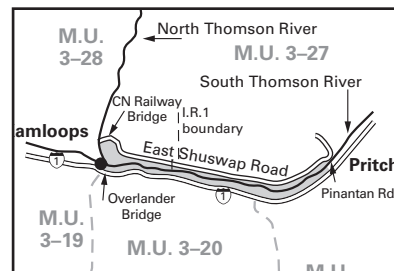 North Thomson River
M.U.
3–28
M.U. 3–27
South Thomson River
CN Railway
Bridge
I.R.1
boundary
amloops
East Shuswap Road
1
Pritch
Pinantan Rd
Overlander
Bridge
1
M.U.
3–19
M.U. 3–20
M.U.